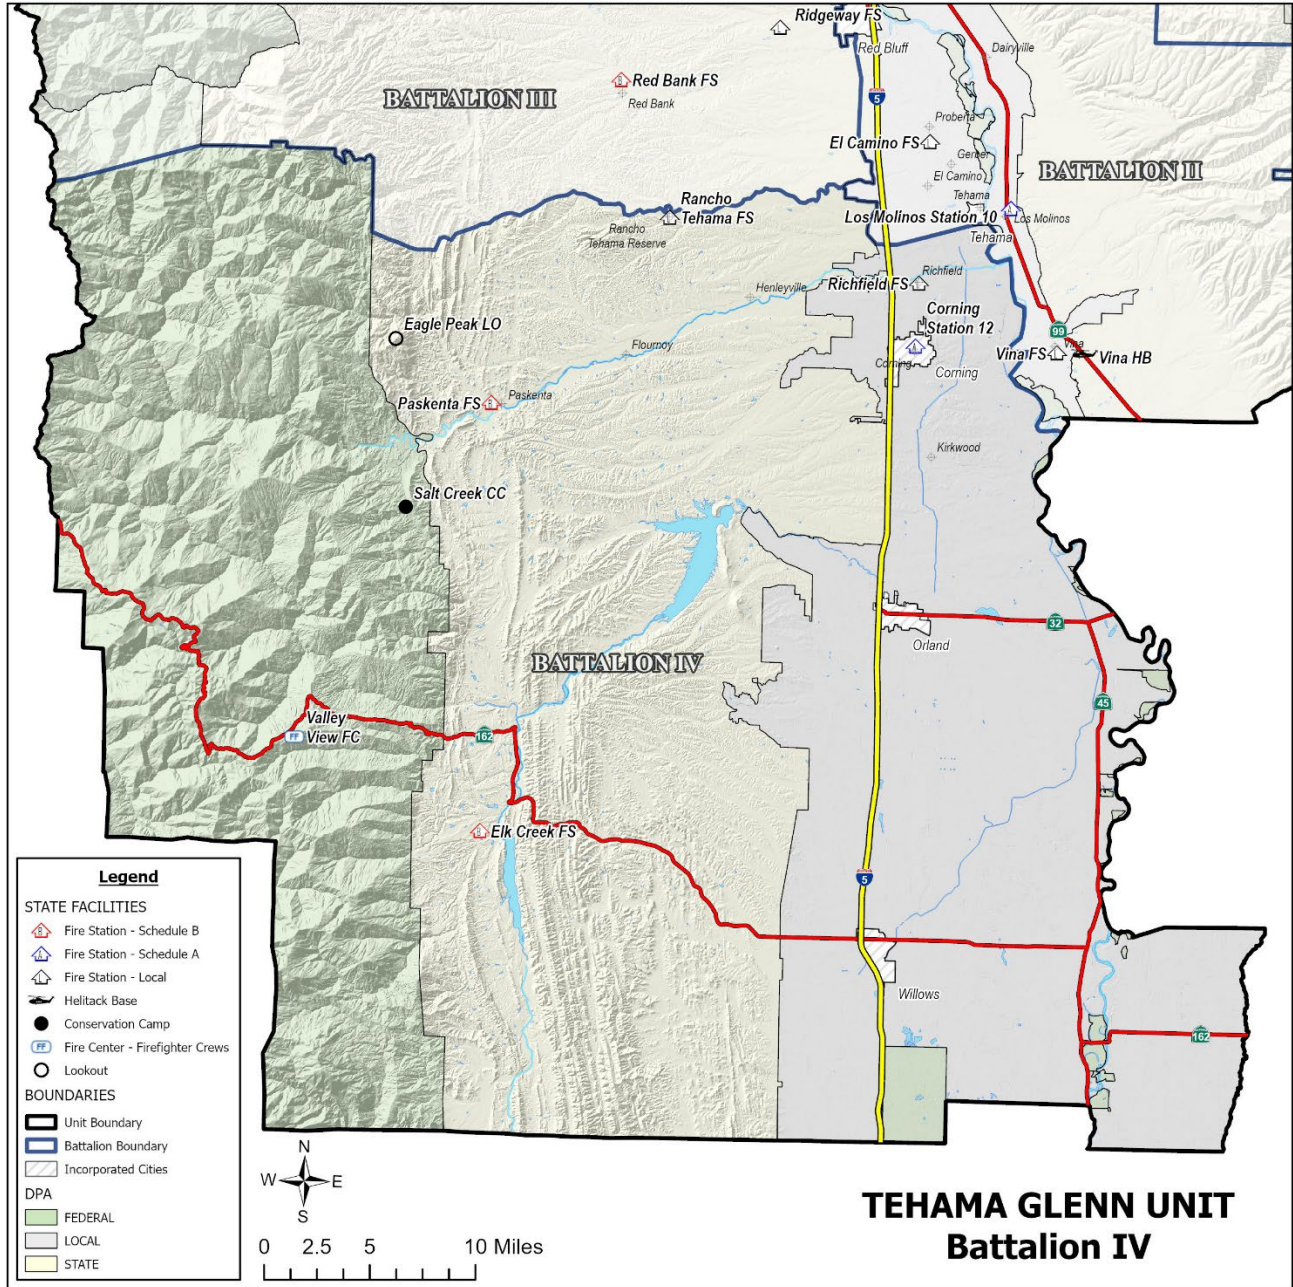 Ridgeway FS
Red Bluff
Dairyville
Red Bank FS
Red Bank
BATTALION III
5
Proberta
El Camino FS
Gerber
El Camino
BATTALION II
Tehama
Rancho
Tehama FS
Los Molinos Station 10
Los Molinos
Rancho
Tehama Reserve
Tehama
Richfield
Richfield FS
Henleyville
Corning
Station 12
Eagle Peak LO
99
Flournoy
Vina
Vina FS
Vina HB
Corning
Corning
Paskenta FS
Paskenta
Kirkwood
Salt Creek CC
32
Orland
BATTALION IV
45
Valley
View FC
FF
162
Elk Creek FS
5
Willows
162
Legend
STATE FACILITIES
B Fire Station - Schedule B
A Fire Station - Schedule A
L Fire Station - Local
Helitack Base
Conservation Camp
FF Fire Center - Firefighter Crews
Lookout
BOUNDARIES
Unit Boundary
Battalion Boundary
Incorporated Cities
DPA
FEDERAL
LOCAL
STATE
N
W E
S
0 2.5 5 10 Miles
TEHAMA GLENN UNIT
Battalion IV